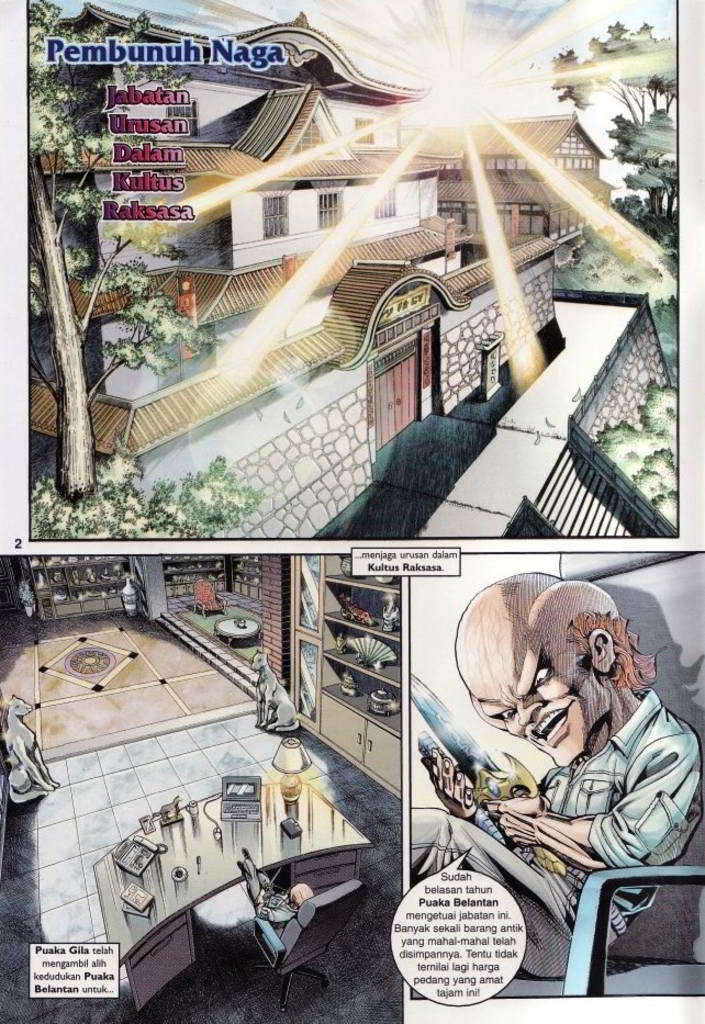 Pembunuh Naga
Jabatan
Urusan
Dalam
Kultus
Raksasa
2
...menjaga urusan dalam
Kultus Raksasa.
Puaka Gila telah
mengambil alih
kedudukan Puaka
Belantan untuk...
Sudah
belasan tahun
Puaka Belantan
mengetuai jabatan ini.
Banyak sekali barang antik
yang mahal-mahal telah
disimpannya. Tentu tidak
ternilai lagi harga
pedang yang amat
tajam ini!